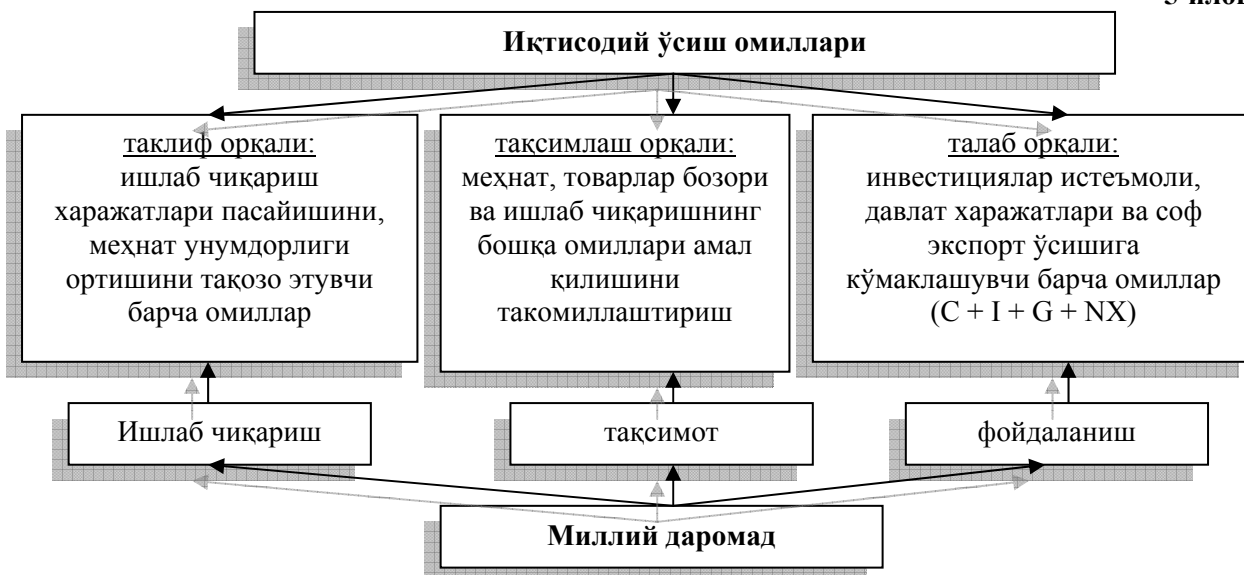 Иқтисодий ўсиш омиллари
таклиф орқали:
ишлаб чиқариш
харажатлари пасайишини,
меҳнат унумдорлиги
ортишини тақозо этувчи
барча омиллар
тақсимлаш орқали:
меҳнат, товарлар бозори
ва ишлаб чиқаришнинг
бошқа омиллари амал
қилишини
такомиллаштириш
талаб орқали:
инвестициялар истеъмоли,
давлат харажатлари ва соф
экспорт ўсишига
кўмаклашувчи барча омиллар
(C + I + G + NX)
Ишлаб чиқариш
тақсимот
фойдаланиш
Миллий даромад